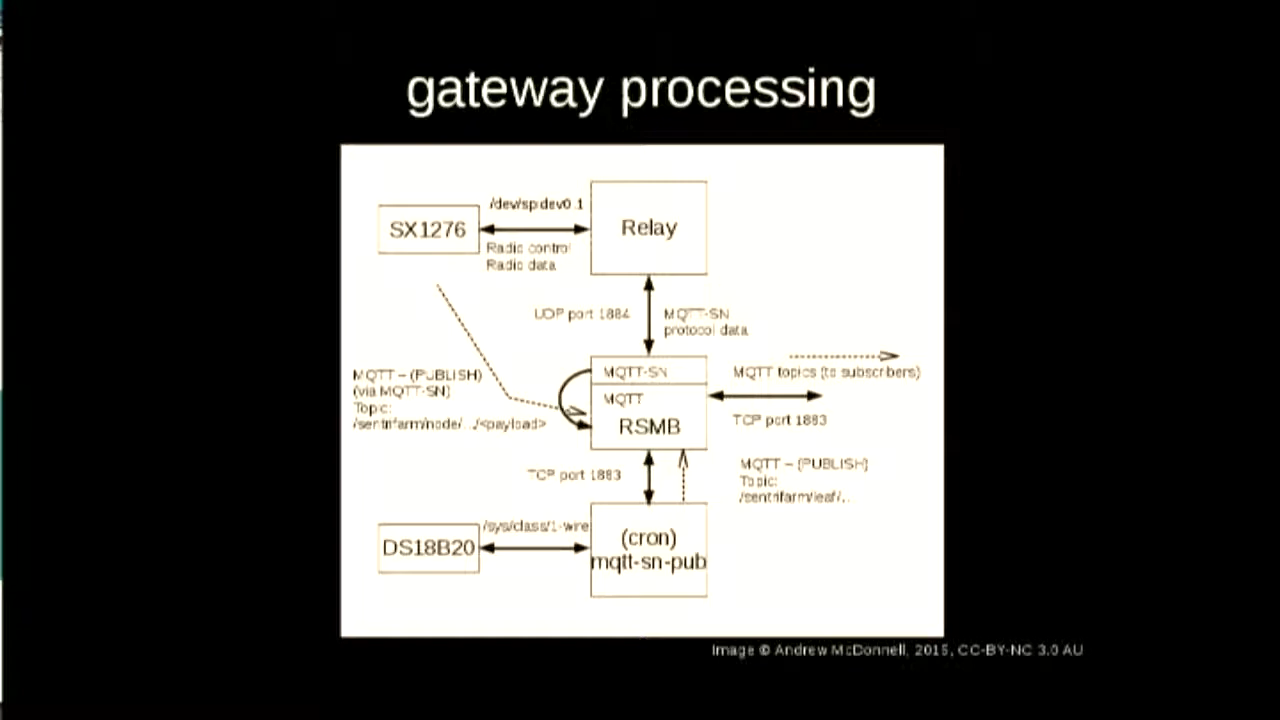 gateway processing
/dev/spidev0.1
SX1276
Relay
Radio control
Radio data
UDP port 1884
MQTT-SN
protocol data
MQTT-SN
MQTT
RSMB
MQTT topics (to subscribers)
TCP port 1883
MQTT – (PUBLISH)
(via MQTT-SN)
Topic:
/sentrifarm/node/.../<payload>
TCP port 1883
MQTT – (PUBLISH)
Topic:
/sentrifarm/leaf/...
/sys/class/1-wire
DS18B20
(cron)
mqtt-sn-pub
Image © Andrew McDonnell, 2015, CC-BY-NC 3.0 AU